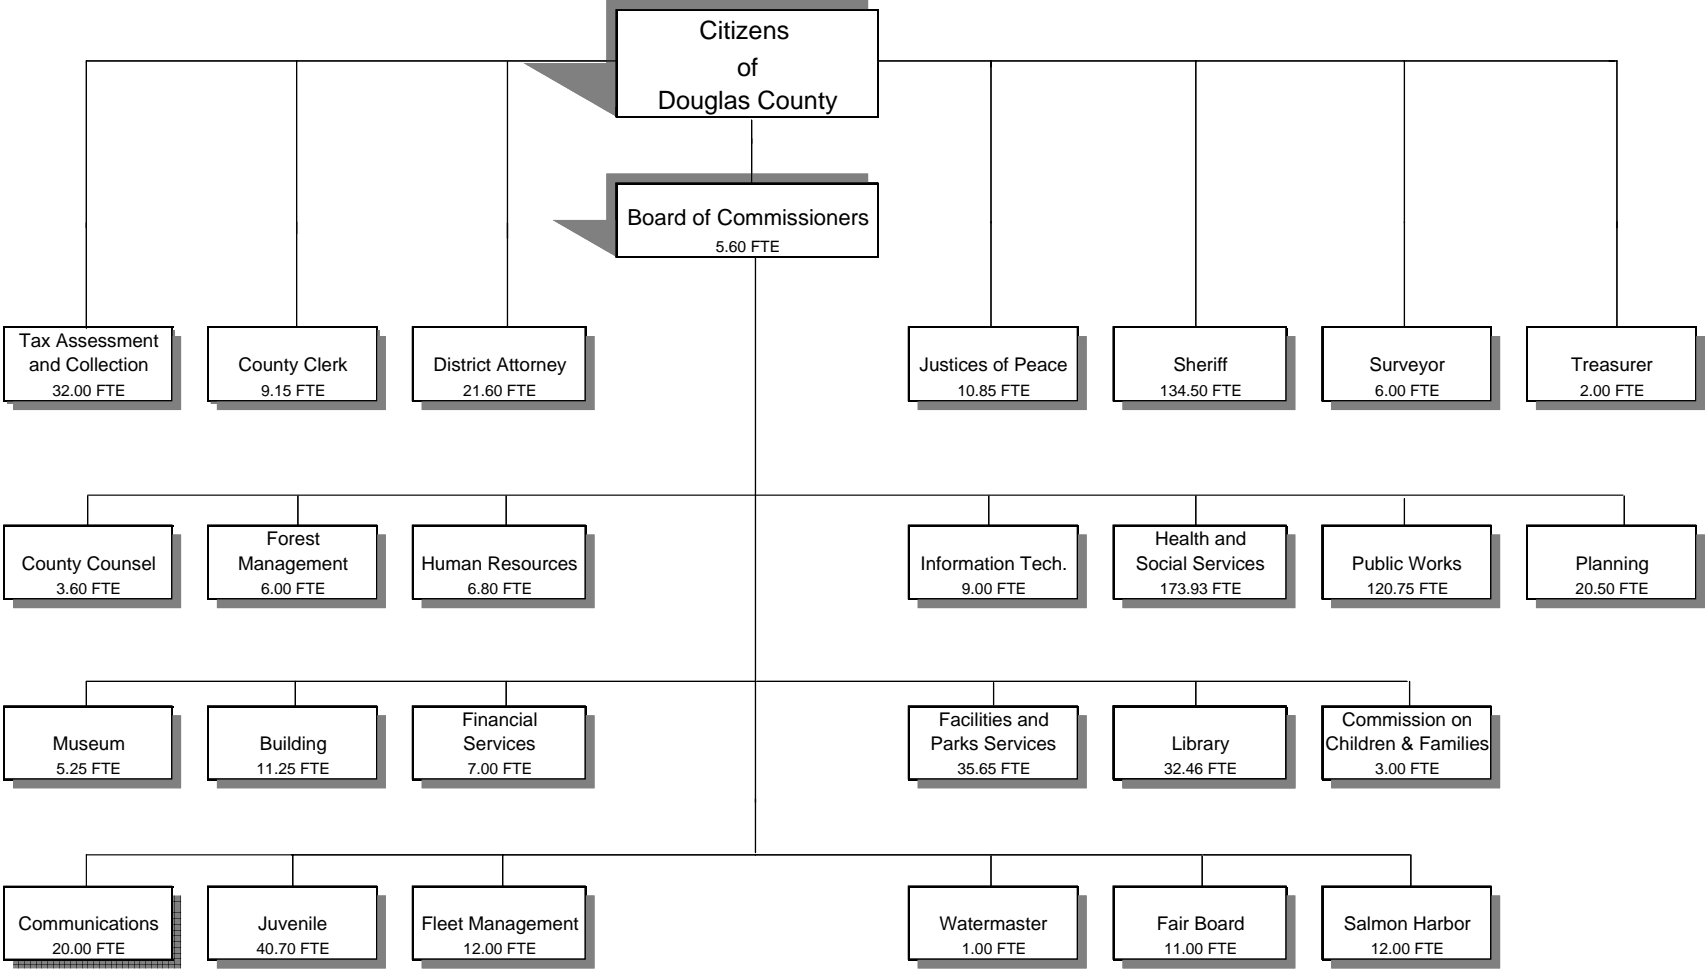 Citizens
of
Douglas County
Board of Commissioners
5.60 FTE
Tax Assessment
and Collection
32.00 FTE
County Clerk
9.15 FTE
District Attorney
21.60 FTE
Justices of Peace
10.85 FTE
Sheriff
134.50 FTE
Surveyor
6.00 FTE
Treasurer
2.00 FTE
County Counsel
3.60 FTE
Forest
Management
6.00 FTE
Human Resources
6.80 FTE
Information Tech.
9.00 FTE
Health and
Social Services
173.93 FTE
Public Works
120.75 FTE
Planning
20.50 FTE
Museum
5.25 FTE
Building
11.25 FTE
Financial
Services
7.00 FTE
Facilities and
Parks Services
35.65 FTE
Library
32.46 FTE
Commission on
Children & Families
3.00 FTE
Communications
20.00 FTE
Juvenile
40.70 FTE
Fleet Management
12.00 FTE
Watermaster
1.00 FTE
Fair Board
11.00 FTE
Salmon Harbor
12.00 FTE